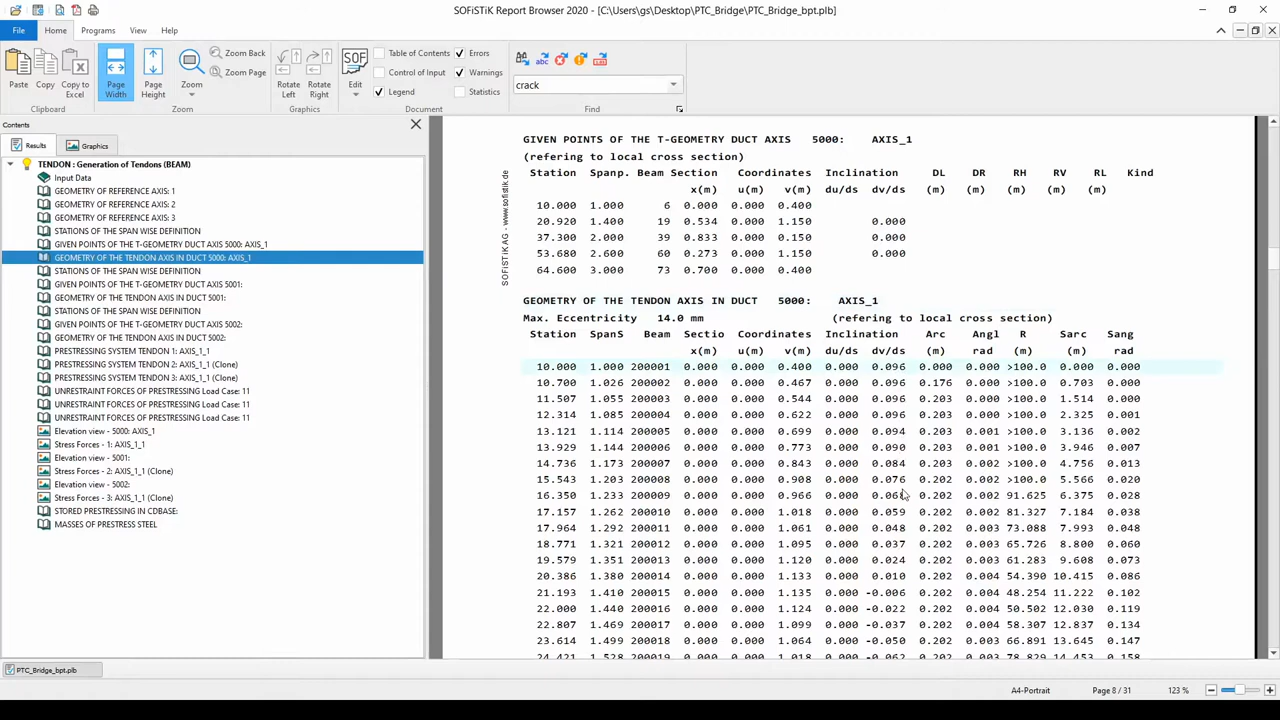 SOFiSTiK Report Browser 2020 - [C:\Users\gs\Desktop\PTC_Bridge\PTC_Bridge_bpt.plb]
File Home Programs View Help
Paste Copy Copy to Excel
Clipboard
Page Width Page Height Zoom Zoom Back Zoom Page
Zoom
Rotate Left Rotate Right
Graphics
SOF Edit
Table of Contents Errors
Control of Input Warnings
Legend Statistics
Document
crack
Find
Contents
Results Graphics
TENDON : Generation of Tendons (BEAM)
Input Data
GEOMETRY OF REFERENCE AXIS: 1
GEOMETRY OF REFERENCE AXIS: 2
GEOMETRY OF REFERENCE AXIS: 3
STATIONS OF THE SPAN WISE DEFINITION
GIVEN POINTS OF THE T-GEOMETRY DUCT AXIS 5000: AXIS_1
GEOMETRY OF THE TENDON AXIS IN DUCT 5000: AXIS_1
STATIONS OF THE SPAN WISE DEFINITION
GIVEN POINTS OF THE T-GEOMETRY DUCT AXIS 5001:
GEOMETRY OF THE TENDON AXIS IN DUCT 5001:
STATIONS OF THE SPAN WISE DEFINITION
GIVEN POINTS OF THE T-GEOMETRY DUCT AXIS 5002:
GEOMETRY OF THE TENDON AXIS IN DUCT 5002:
PRESTRESSING SYSTEM TENDON 1: AXIS_1_1
PRESTRESSING SYSTEM TENDON 2: AXIS_1_1 (Clone)
PRESTRESSING SYSTEM TENDON 3: AXIS_1_1 (Clone)
UNRESTRAINT FORCES OF PRESTRESSING Load Case: 11
UNRESTRAINT FORCES OF PRESTRESSING Load Case: 11
UNRESTRAINT FORCES OF PRESTRESSING Load Case: 11
Elevation view - 5000: AXIS_1
Stress Forces - 1: AXIS_1_1
Elevation view - 5001:
Stress Forces - 2: AXIS_1_1 (Clone)
Elevation view - 5002:
Stress Forces - 3: AXIS_1_1 (Clone)
STORED PRESTRESSING IN CDBASE:
MASSES OF PRESTRESS STEEL
SOFiSTiK AG - www.sofistik.de
GIVEN POINTS OF THE T-GEOMETRY DUCT AXIS 5000: AXIS_1
(refering to local cross section)
Station Spanp. Beam Section Coordinates Inclination DL DR RH RV RL Kind
x(m) u(m) v(m) du/ds dv/ds (m) (m) (m) (m) (m)
10.000 1.000 6 0.000 0.000 0.400
20.920 1.400 19 0.534 0.000 1.150 0.000
37.300 2.000 39 0.833 0.000 0.150 0.000
53.680 2.600 60 0.273 0.000 1.150 0.000
64.600 3.000 73 0.700 0.000 0.400
GEOMETRY OF THE TENDON AXIS IN DUCT 5000: AXIS_1
Max. Eccentricity 14.0 mm (refering to local cross section)
Station SpanS Beam Sectio Coordinates Inclination Arc Angl R Sarc Sang
x(m) u(m) v(m) du/ds dv/ds (m) rad (m) (m) rad
10.000 1.000 200001 0.000 0.000 0.400 0.000 0.096 0.000 0.000 >100.0 0.000 0.000
10.700 1.026 200002 0.000 0.000 0.467 0.000 0.096 0.176 0.000 >100.0 0.703 0.000
11.507 1.055 200003 0.000 0.000 0.544 0.000 0.096 0.203 0.000 >100.0 1.514 0.000
12.314 1.085 200004 0.000 0.000 0.622 0.000 0.096 0.203 0.000 >100.0 2.325 0.001
13.121 1.114 200005 0.000 0.000 0.699 0.000 0.094 0.203 0.001 >100.0 3.136 0.002
13.929 1.144 200006 0.000 0.000 0.773 0.000 0.090 0.203 0.001 >100.0 3.946 0.007
14.736 1.173 200007 0.000 0.000 0.843 0.000 0.084 0.203 0.002 >100.0 4.756 0.013
15.543 1.203 200008 0.000 0.000 0.908 0.000 0.076 0.202 0.002 >100.0 5.566 0.020
16.350 1.233 200009 0.000 0.000 0.966 0.000 0.202 0.002 91.625 6.375 0.028
17.157 1.262 200010 0.000 0.000 1.018 0.000 0.059 0.202 0.002 81.327 7.184 0.038
17.964 1.292 200011 0.000 0.000 1.061 0.000 0.048 0.202 0.003 73.088 7.993 0.048
18.771 1.321 200012 0.000 0.000 1.095 0.000 0.037 0.202 0.003 65.726 8.800 0.060
19.579 1.350 200013 0.000 0.000 1.120 0.000 0.024 0.202 0.003 61.283 9.608 0.073
20.386 1.380 200014 0.000 0.000 1.133 0.000 0.010 0.202 0.004 54.390 10.415 0.086
21.193 1.410 200015 0.000 0.000 1.135 0.000 -0.006 0.202 0.004 48.254 11.222 0.102
22.000 1.440 200016 0.000 0.000 1.124 0.000 -0.022 0.202 0.004 50.502 12.030 0.119
22.807 1.469 200017 0.000 0.000 1.099 0.000 -0.037 0.202 0.003 58.307 12.837 0.134
23.614 1.499 200018 0.000 0.000 1.064 0.000 -0.050 0.202 0.003 66.891 13.645 0.147
24.421 1.528 200019 0.000 0.000 1.018 0.000 -0.062 0.202 0.003 78.829 14.453 0.158
PTC_Bridge_bpt.plb
A4-Portrait Page 8 / 31 123 %